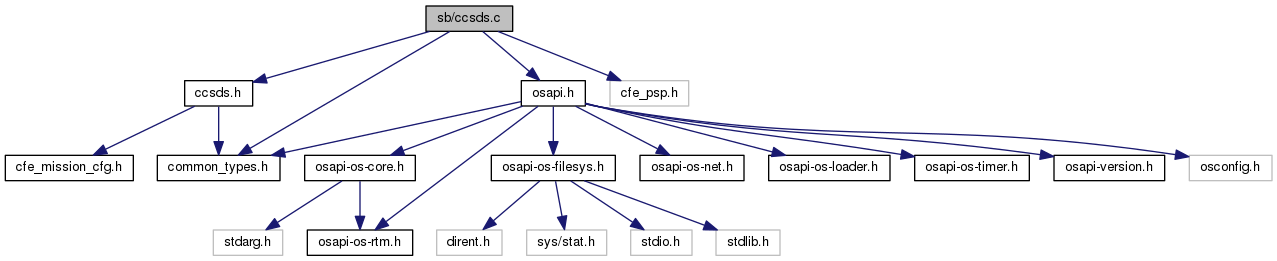 sb/ccsds.c
ccsds.h
osapi.h
cfe_psp.h
cfe_mission_cfg.h
common_types.h
osapi-os-core.h
osapi-os-filesys.h
osapi-os-net.h
osapi-os-loader.h
osapi-os-timer.h
osapi-version.h
osconfig.h
stdarg.h
osapi-os-rtm.h
dirent.h
sys/stat.h
stdio.h
stdlib.h